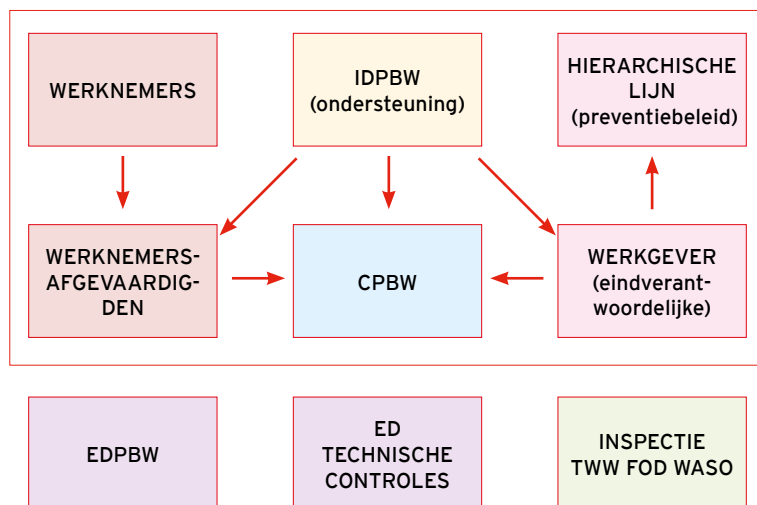 WERKNEMERS
IDPBW
(ondersteuning)
HIERARCHISCHE
LIJN
(preventiebeleid)
WERKNEMERS-
AFGEVAARDIG-
DEN
CPBW
WERKGEVER
(eindverant-
woordelijke)
EDPBW
ED
TECHNISCHE
CONTROLES
INSPECTIE
TWW FOD WASO